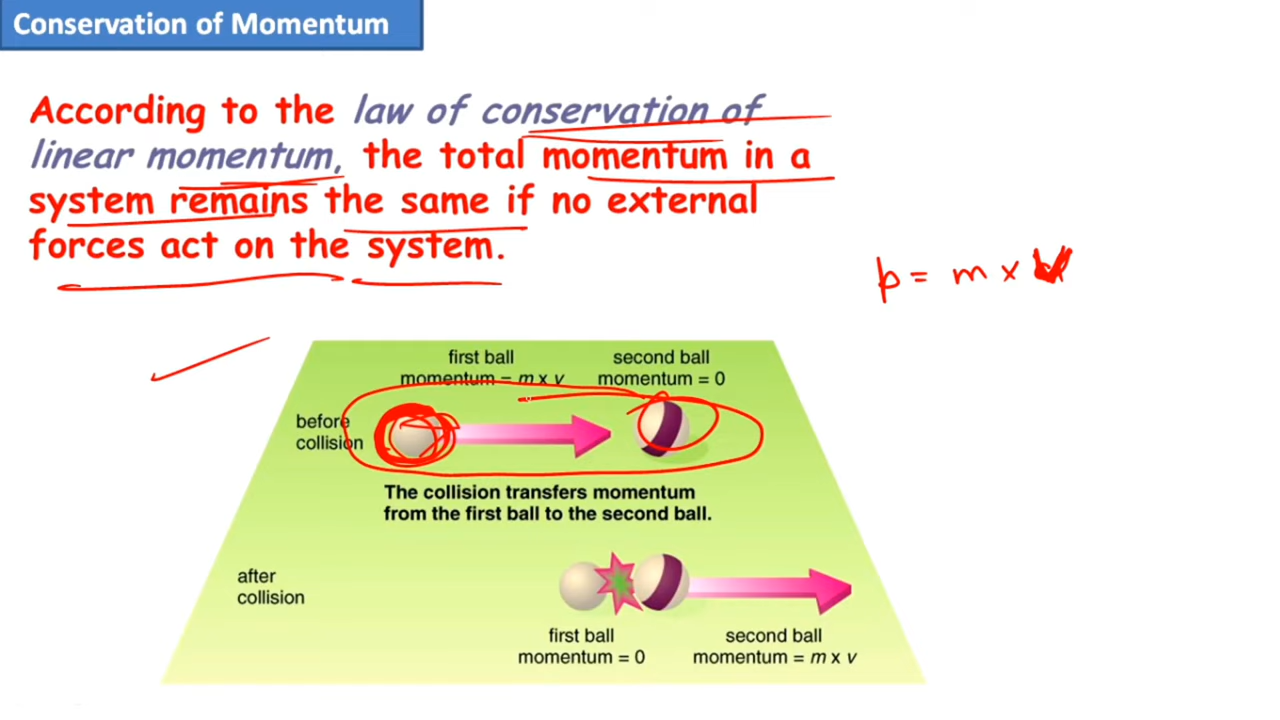 Conservation of Momentum
According to the law of conservation of
linear momentum, the total momentum in a
system remains the same if no external
forces act on the system.
p = m x v
first ball
momentum = m x v
second ball
momentum = 0
before
collision
The collision transfers momentum
from the first ball to the second ball.
after
collision
first ball
momentum = 0
second ball
momentum = m x v